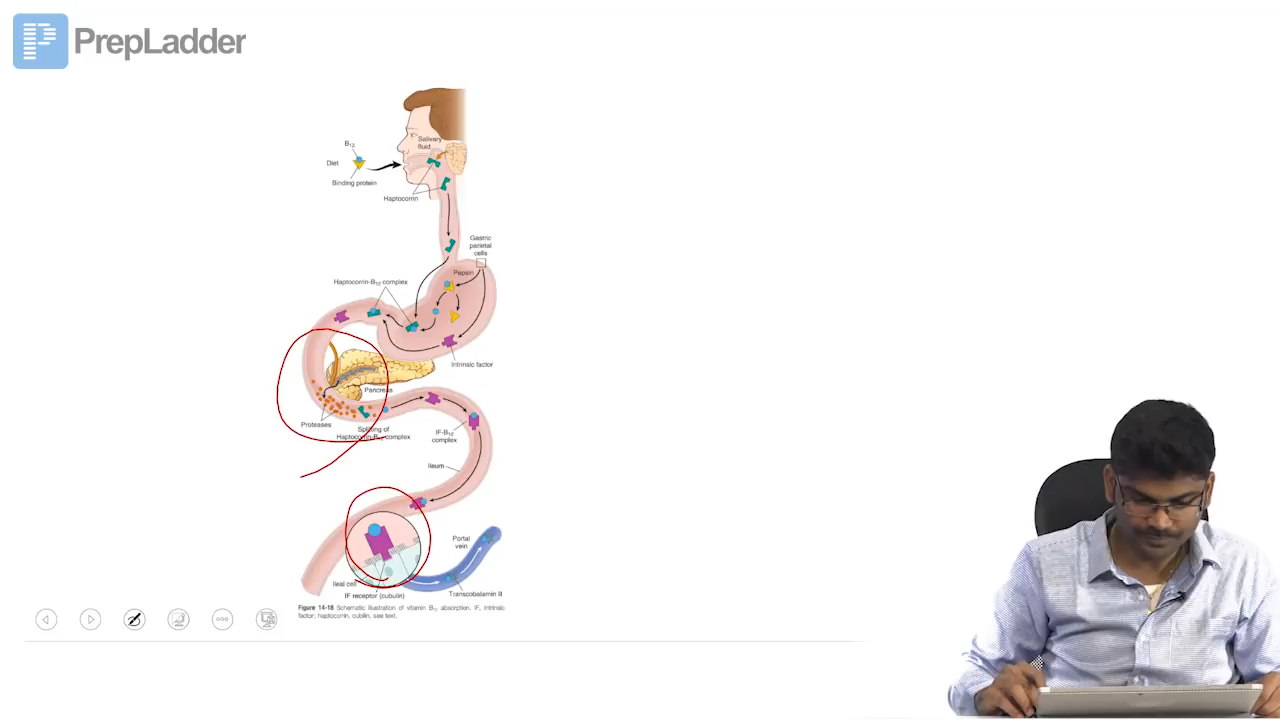 PrepLadder
B12
Diet
Binding protein
Salivary
fluid
Haptocorrin
Gastric
parietal
cells
Pepsin
Haptocorrin-B12 complex
Intrinsic factor
Pancreas
Proteases
Splitting of
Haptocorrin-B12 complex
IF-B12
complex
Ileum
Portal
vein
Ileal cell
IF receptor (cubulin)
Transcobalamin II
Figure 14-18 Schematic illustration of vitamin B12 absorption. IF, intrinsic
factor; haptocorrin, cubilin, see text.